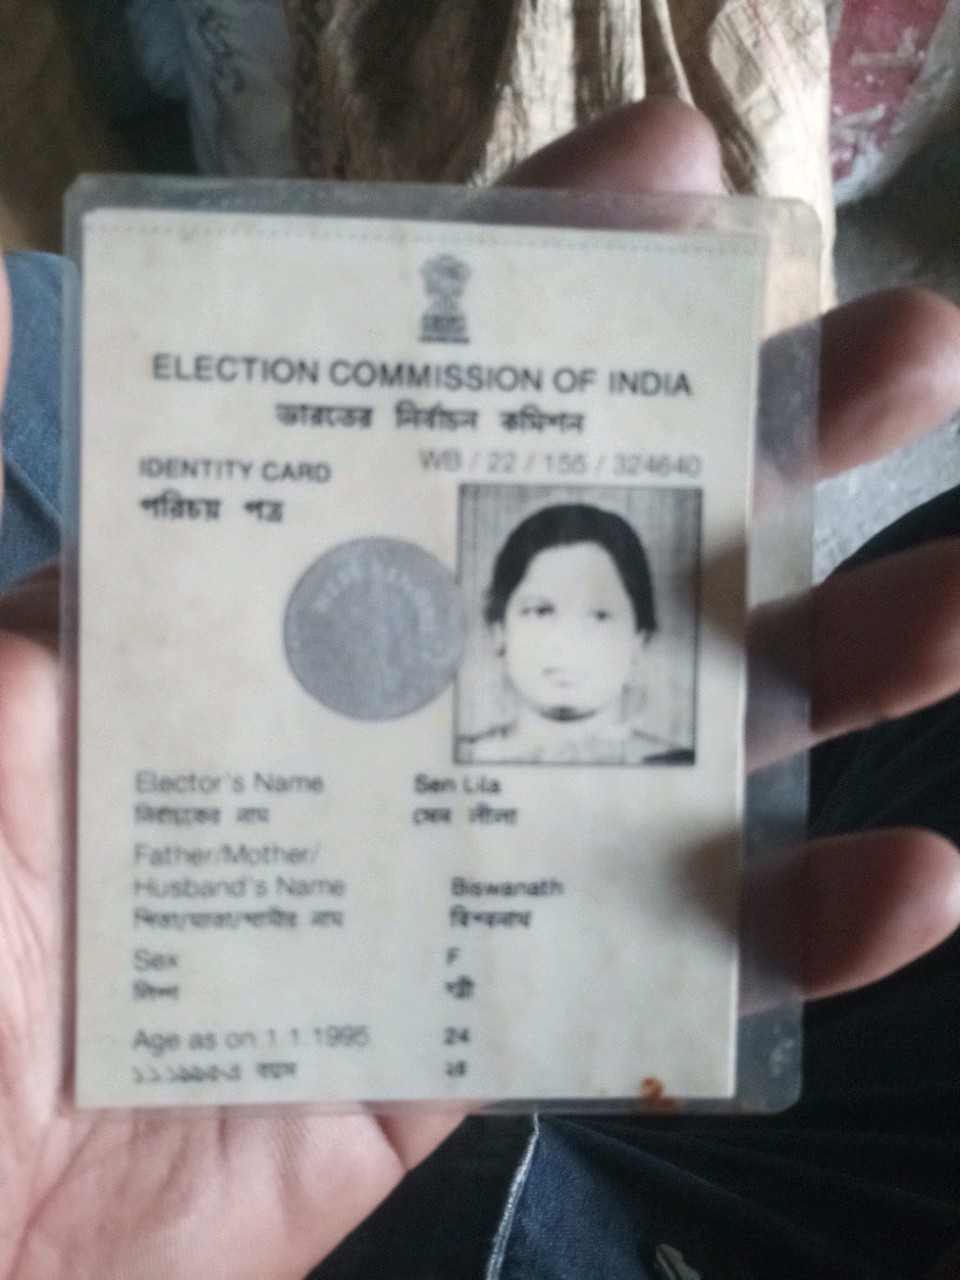 ELECTION COMMISSION OF INDIA
ভারতের নির্বাচন কমিশন
IDENTITY CARD
WB / 22 / 155 / 324640
পরিচয় পত্র
Elector's Name Sen Lila
নির্বাচকের নাম সেন লীলা
Father/Mother/
Husband's Name Biswanath
পিতা/মাতা/স্বামীর নাম বিশ্বনাথ
Sex F
লিঙ্গ স্ত্রী
Age as on 1.1.1995 24
১.১.১৯৯৫-এ বয়স ২৪